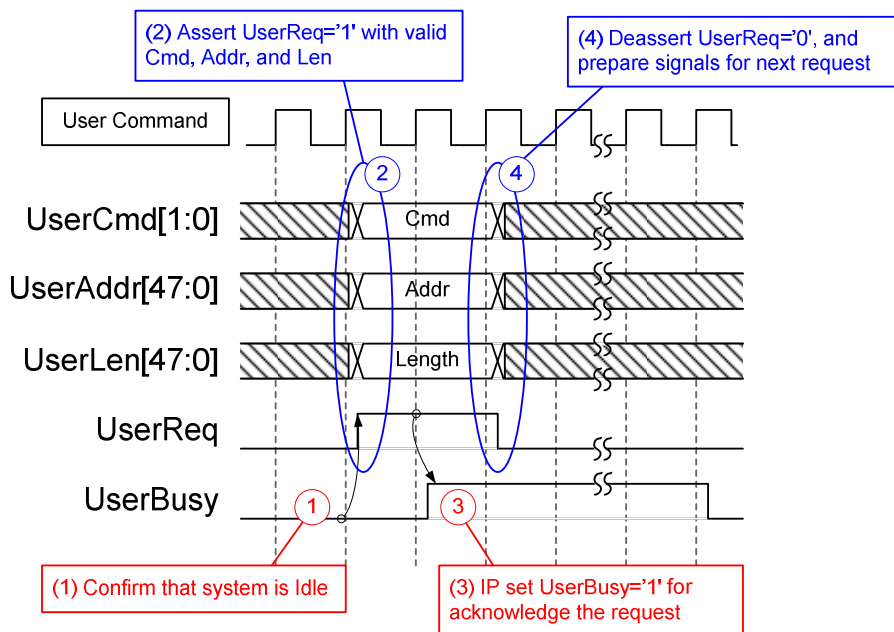 (2) Assert UserReq='1' with valid
Cmd, Addr, and Len
(4) Deassert UserReq='0', and
prepare signals for next request
User Command
2
4
UserCmd[1:0]
Cmd
UserAddr[47:0]
Addr
UserLen[47:0]
Length
UserReq
UserBusy
1
3
(1) Confirm that system is Idle
(3) IP set UserBusy='1' for
acknowledge the request